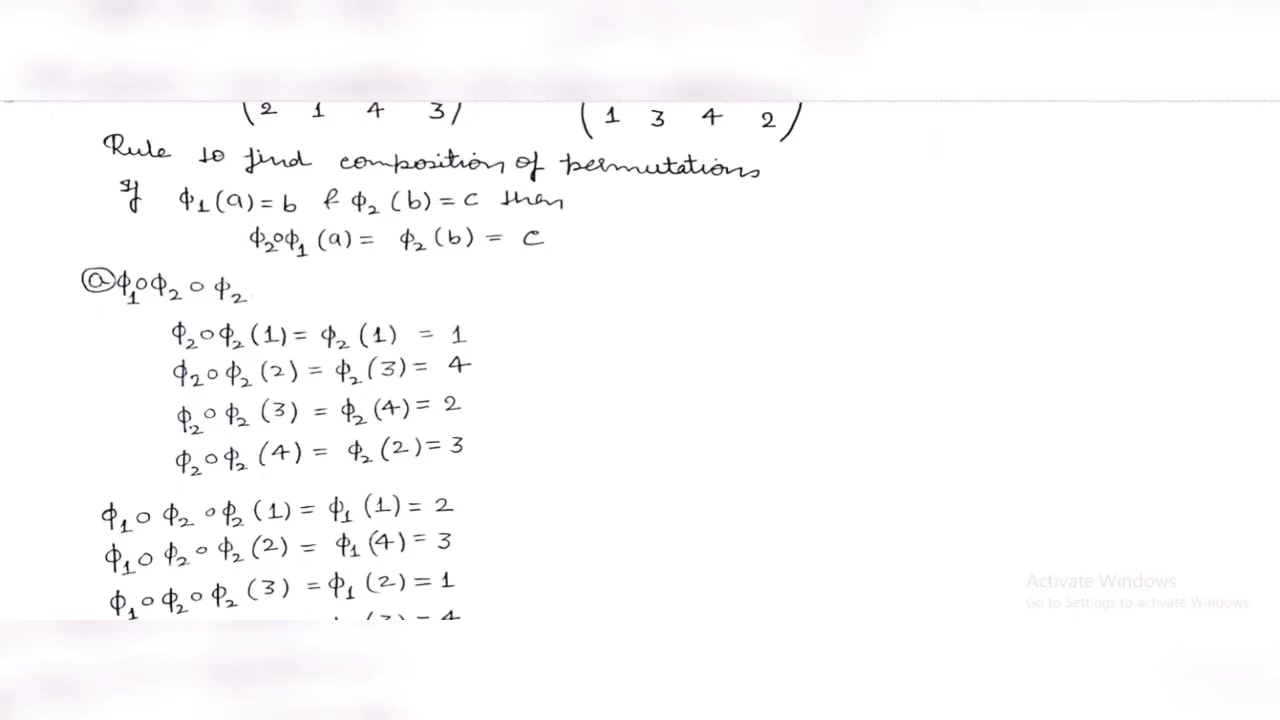 (2 1 4 3) (1 3 4 2)
Rule to find composition of permutations
If ϕ₁(a) = b & ϕ₂(b) = c then
ϕ₂∘ϕ₁(a) = ϕ₂(b) = c
ⓐ ϕ₁∘ϕ₂∘ϕ₂
ϕ₂∘ϕ₂(1) = ϕ₂(1) = 1
ϕ₂∘ϕ₂(2) = ϕ₂(3) = 4
ϕ₂∘ϕ₂(3) = ϕ₂(4) = 2
ϕ₂∘ϕ₂(4) = ϕ₂(2) = 3
ϕ₁∘ϕ₂∘ϕ₂(1) = ϕ₁(1) = 2
ϕ₁∘ϕ₂∘ϕ₂(2) = ϕ₁(4) = 3
ϕ₁∘ϕ₂∘ϕ₂(3) = ϕ₁(2) = 1
Activate Windows
Go to Settings to activate Windows.